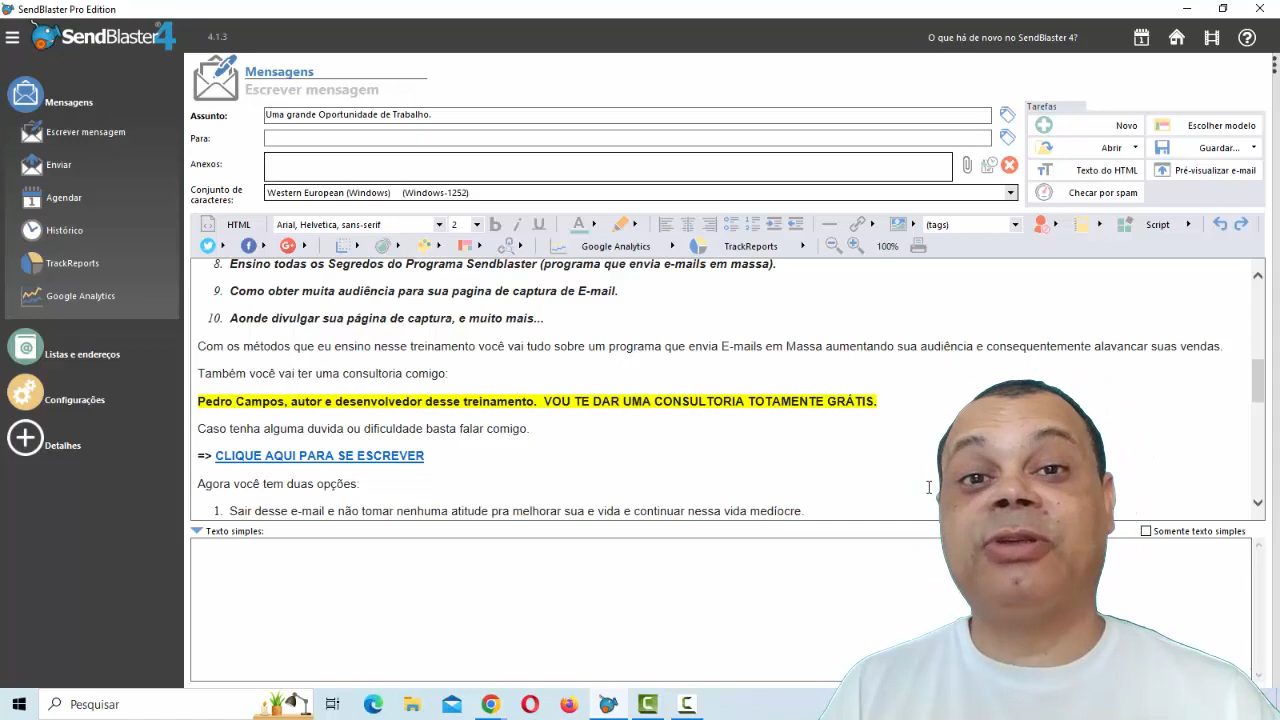 SendBlaster Pro Edition
SendBlaster 4
4.1.3
O que há de novo no SendBlaster 4?
1
Mensagens
Escrever mensagem
Enviar
Agendar
Histórico
TrackReports
Google Analytics
Listas e endereços
Configurações
Detalhes
Mensagens
Escrever mensagem
Assunto:
Uma grande Oportunidade de Trabalho.
Para:
Anexos:
Conjunto de
caracteres:
Western European (Windows) (Windows-1252)
Tarefas
Novo
Escolher modelo
Abrir
Guardar...
Texto do HTML
Pré-visualizar e-mail
Checar por spam
HTML Arial, Helvetica, sans-serif 2 b i U A (tags) Script
Google Analytics TrackReports 100%
8. Ensino todas os Segredos do Programa Sendblaster (programa que envia e-mails em massa).
9. Como obter muita audiência para sua pagina de captura de E-mail.
10. Aonde divulgar sua página de captura, e muito mais...
Com os métodos que eu ensino nesse treinamento você vai tudo sobre um programa que envia E-mails em Massa aumentando sua audiência e consequentemente alavancar suas vendas.
Também você vai ter uma consultoria comigo:
Pedro Campos, autor e desenvolvedor desse treinamento. VOU TE DAR UMA CONSULTORIA TOTAMENTE GRÁTIS.
Caso tenha alguma duvida ou dificuldade basta falar comigo.
=> CLIQUE AQUI PARA SE ESCREVER
Agora você tem duas opções:
1. Sair desse e-mail e não tomar nenhuma atitude pra melhorar sua e vida e continuar nessa vida medíocre.
Texto simples:
Somente texto simples
Pesquisar